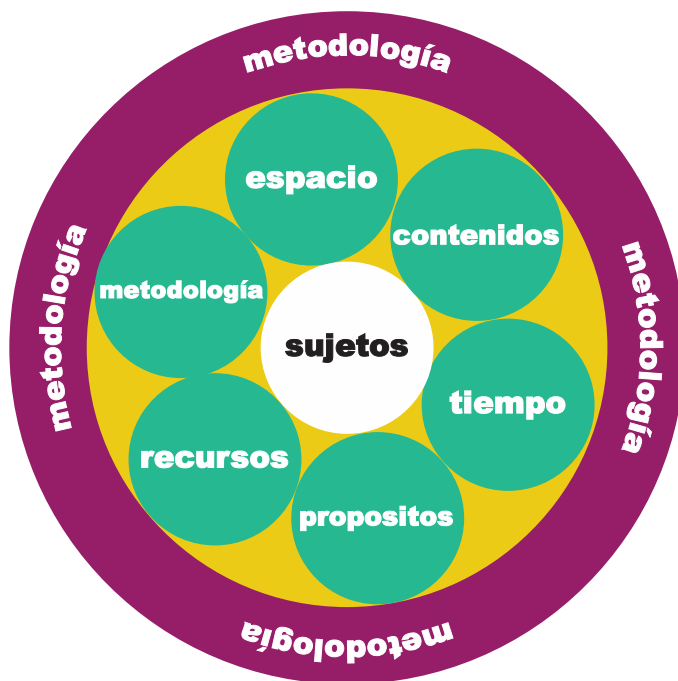 metodología
espacio
contenidos
metodología
metodología
metodología
sujetos
tiempo
recursos
propositos
metodología